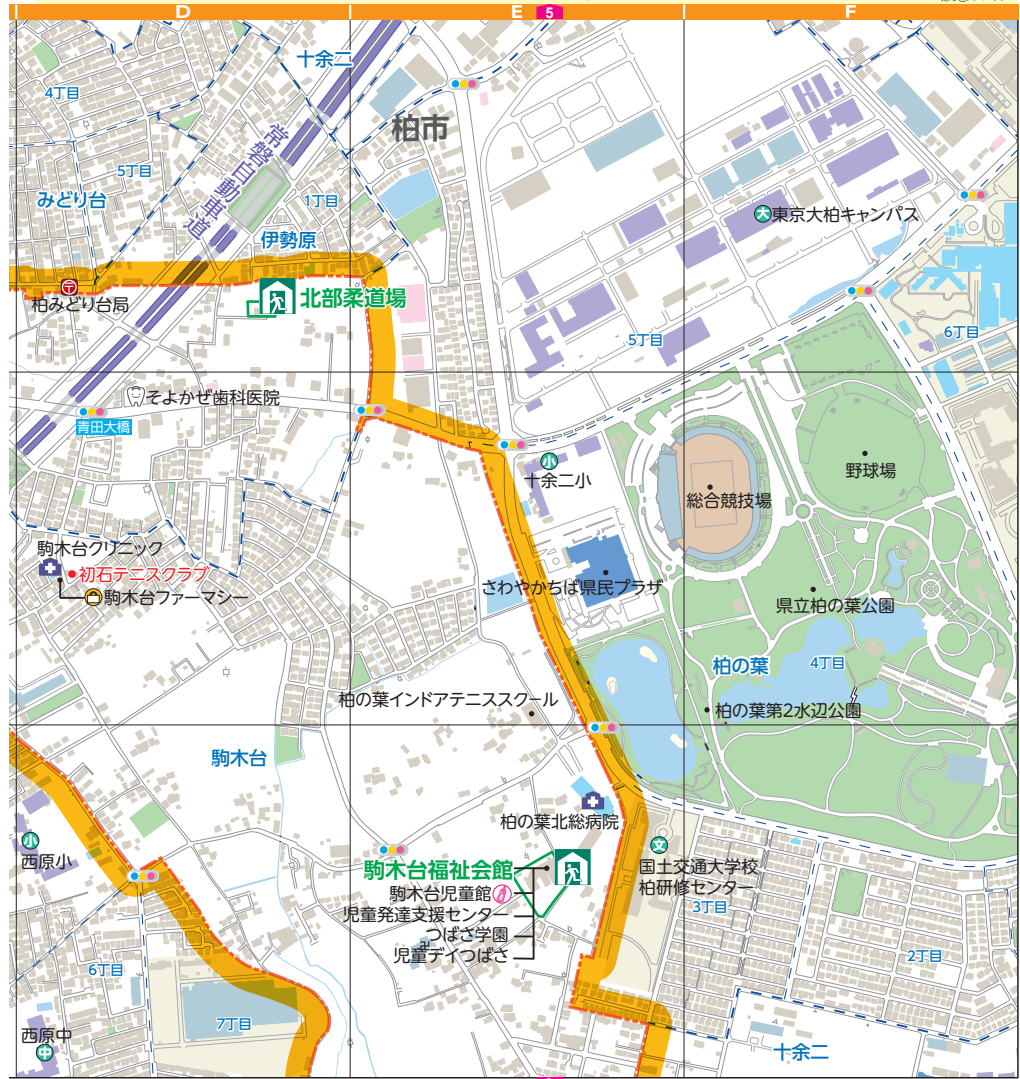 D
E
5
F
十余二
4丁目
柏市
常磐自動車道
5丁目
みどり台
1丁目
大
東京大柏キャンパス
伊勢原
〒
柏みどり台局
北部柔道場
5丁目
6丁目
そよかぜ歯科医院
青田大橋
小
十余二小
野球場
総合競技場
駒木台クリニック
初石テニスクラブ
駒木台ファーマシー
さわやかちば県民プラザ
県立柏の葉公園
柏の葉
4丁目
柏の葉インドアテニススクール
柏の葉第2水辺公園
駒木台
柏の葉北総病院
小
西原小
文
国土交通大学校
柏研修センター
駒木台福祉会館
駒木台児童館
児童発達支援センター
つばさ学園
児童デイつばさ
3丁目
2丁目
6丁目
7丁目
西原中
中
十余二